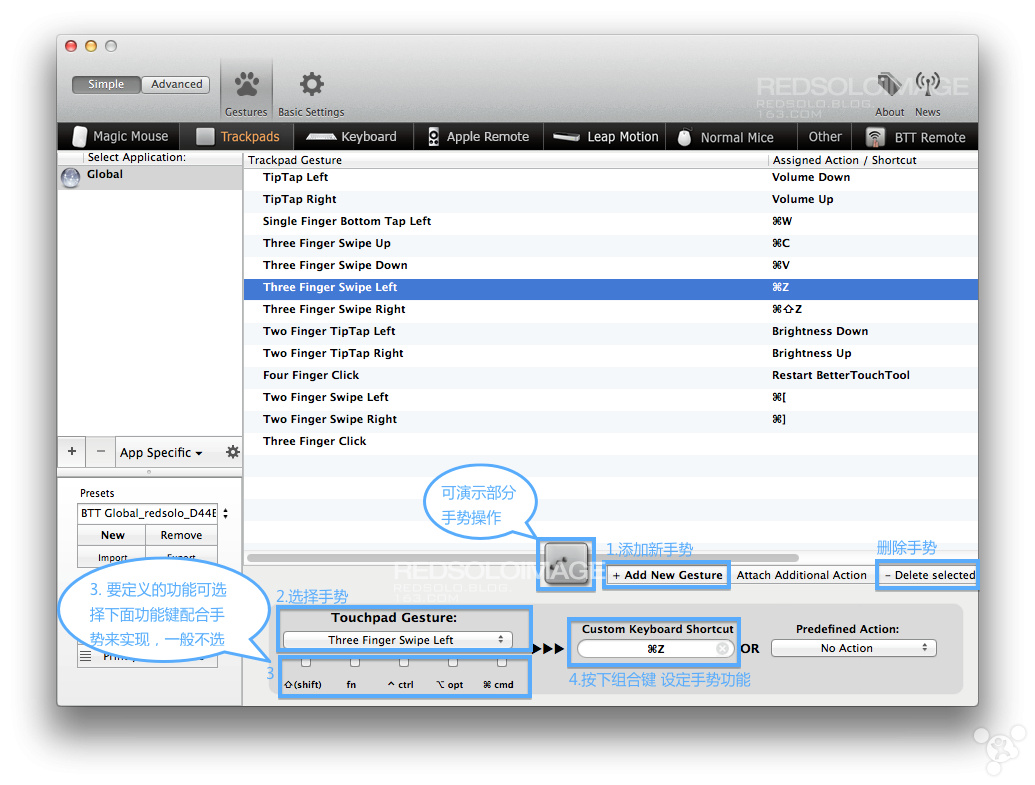 Simple
Advanced
Gestures
Basic Settings
About
News
REDSOLOIMAGE
REDSOLO.BLOG.
163.COM
Magic Mouse
Trackpads
Keyboard
Apple Remote
Leap Motion
Normal Mice
Other
BTT Remote
Select Application:
Global
Trackpad Gesture
Assigned Action / Shortcut
TipTap Left
Volume Down
TipTap Right
Volume Up
Single Finger Bottom Tap Left
⌘W
Three Finger Swipe Up
⌘C
Three Finger Swipe Down
⌘V
Three Finger Swipe Left
⌘Z
Three Finger Swipe Right
⌘⇧Z
Two Finger TipTap Left
Brightness Down
Two Finger TipTap Right
Brightness Up
Four Finger Click
Restart BetterTouchTool
Two Finger Swipe Left
⌘[
Two Finger Swipe Right
⌘]
Three Finger Click
+
−
App Specific
Presets
BTT Global_redsolo_D44E
New
Remove
Import
Export
3. 要定义的功能可选
择下面功能键配合手
势来实现，一般不选
可演示部分
手势操作
1.添加新手势
删除手势
+ Add New Gesture
Attach Additional Action
− Delete selected
REDSOLOIMAGE
REDSOLO.BLOG.
163.COM
2.选择手势
Touchpad Gesture:
Three Finger Swipe Left
3
⇧(shift)
fn
^ ctrl
⌥ opt
⌘ cmd
Custom Keyboard Shortcut
⌘Z
OR
Predefined Action:
No Action
4.按下组合键 设定手势功能